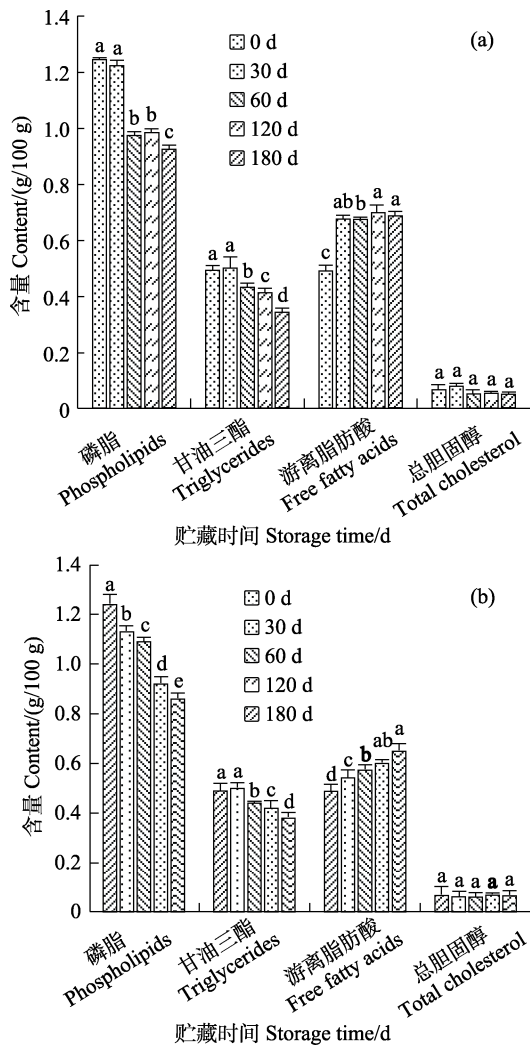 1.4
(a)
0 d
30 d
60 d
120 d
180 d
a a b b c
a a b c d
c ab b a a
a a a a a
1.2
1.0
0.8
0.6
0.4
0.2
0
含量 Content/(g/100 g)
磷脂
Phospholipids
甘油三酯
Triglycerides
游离脂肪酸
Free fatty acids
总胆固醇
Total cholesterol
贮藏时间 Storage time/d
1.4
(b)
0 d
30 d
60 d
120 d
180 d
a b c d e
a a b c d
d c b ab a
a a a a a
1.2
1.0
0.8
0.6
0.4
0.2
0
含量 Content/(g/100 g)
磷脂
Phospholipids
甘油三酯
Triglycerides
游离脂肪酸
Free fatty acids
总胆固醇
Total cholesterol
贮藏时间 Storage time/d